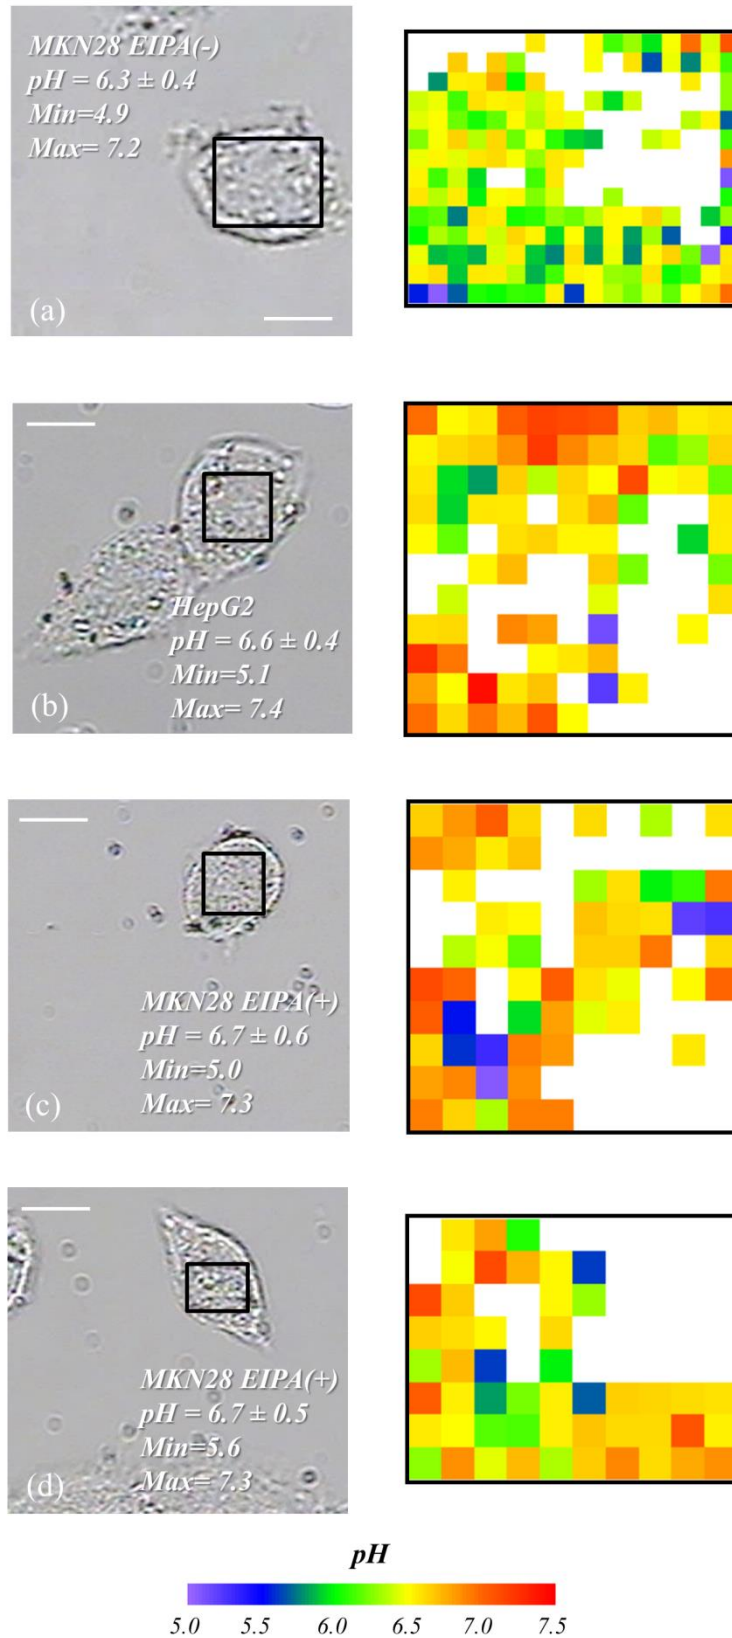 MKN28 EIPA(-)
pH = 6.3 ± 0.4
Min=4.9
Max= 7.2
(a)
HepG2
pH = 6.6 ± 0.4
Min=5.1
Max= 7.4
(b)
MKN28 EIPA(+)
pH = 6.7 ± 0.6
Min=5.0
Max= 7.3
(c)
MKN28 EIPA(+)
pH = 6.7 ± 0.5
Min=5.6
Max= 7.3
(d)
pH
5.0 5.5 6.0 6.5 7.0 7.5